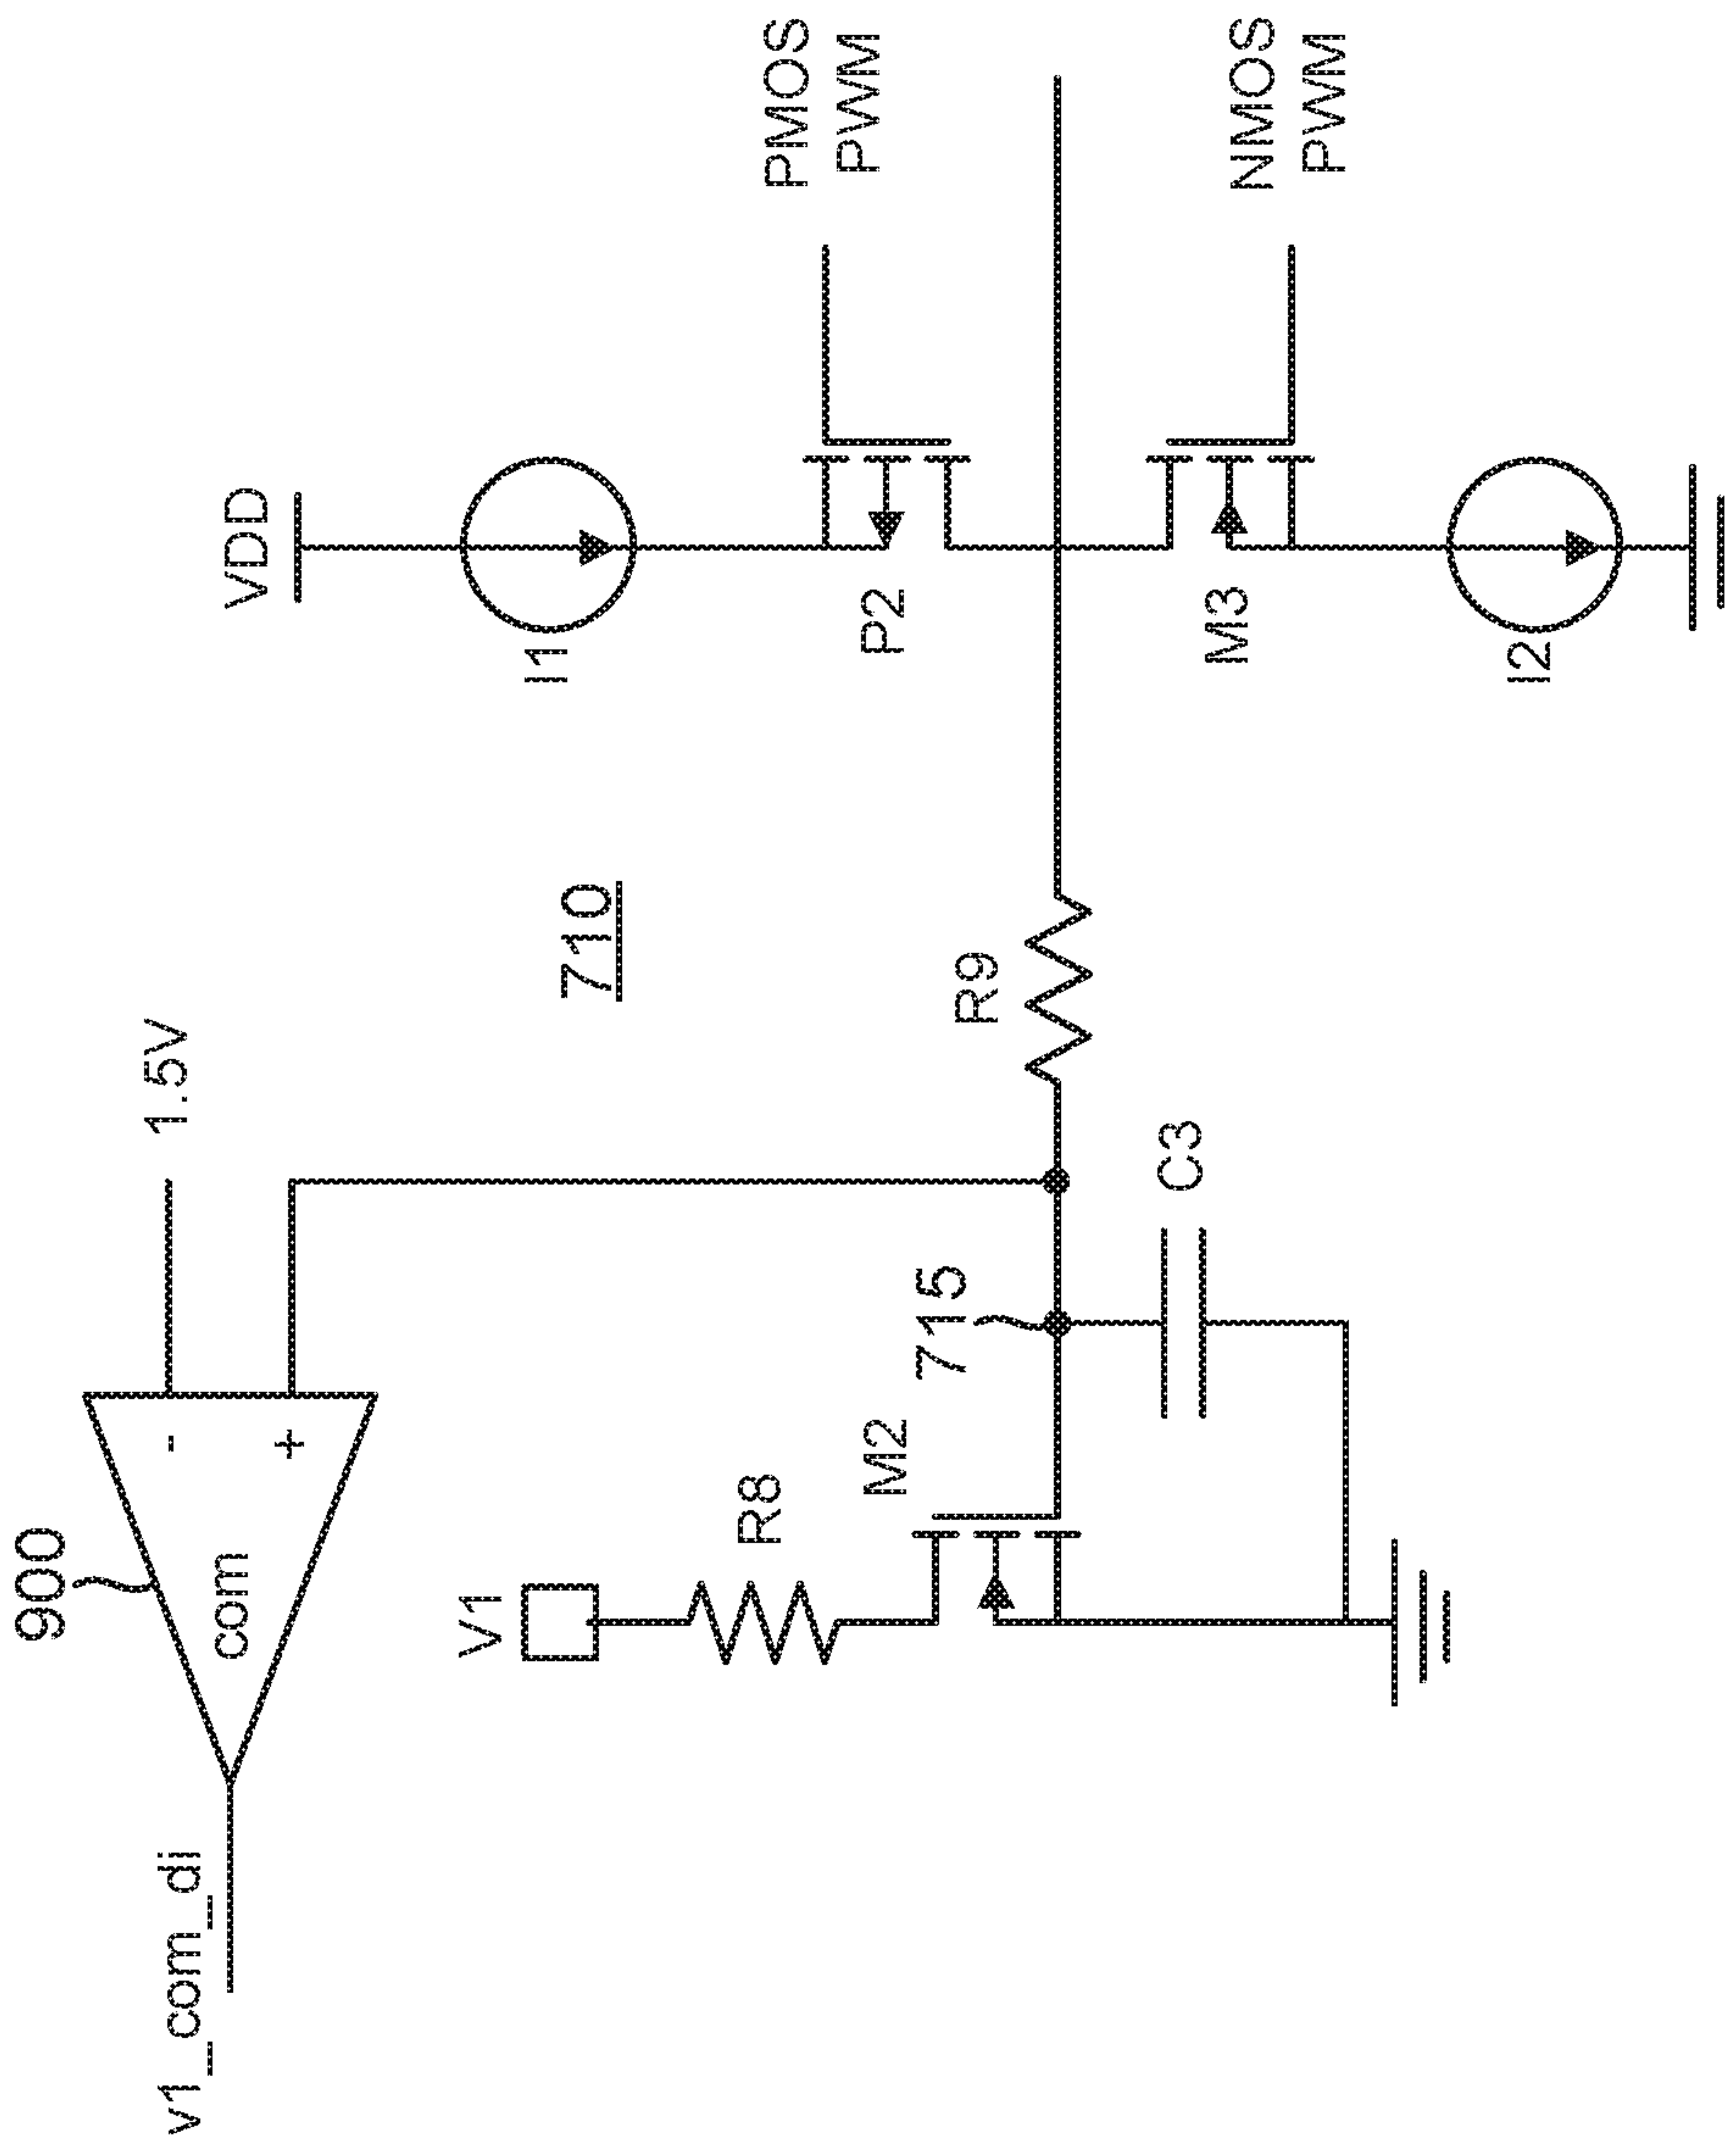 900
com
-
+
1.5V
v1_com_di
VDD
710
I1
PMOS
PWM
V1
R8
M2
715
R9
P2
C3
M3
NMOS
PWM
I2